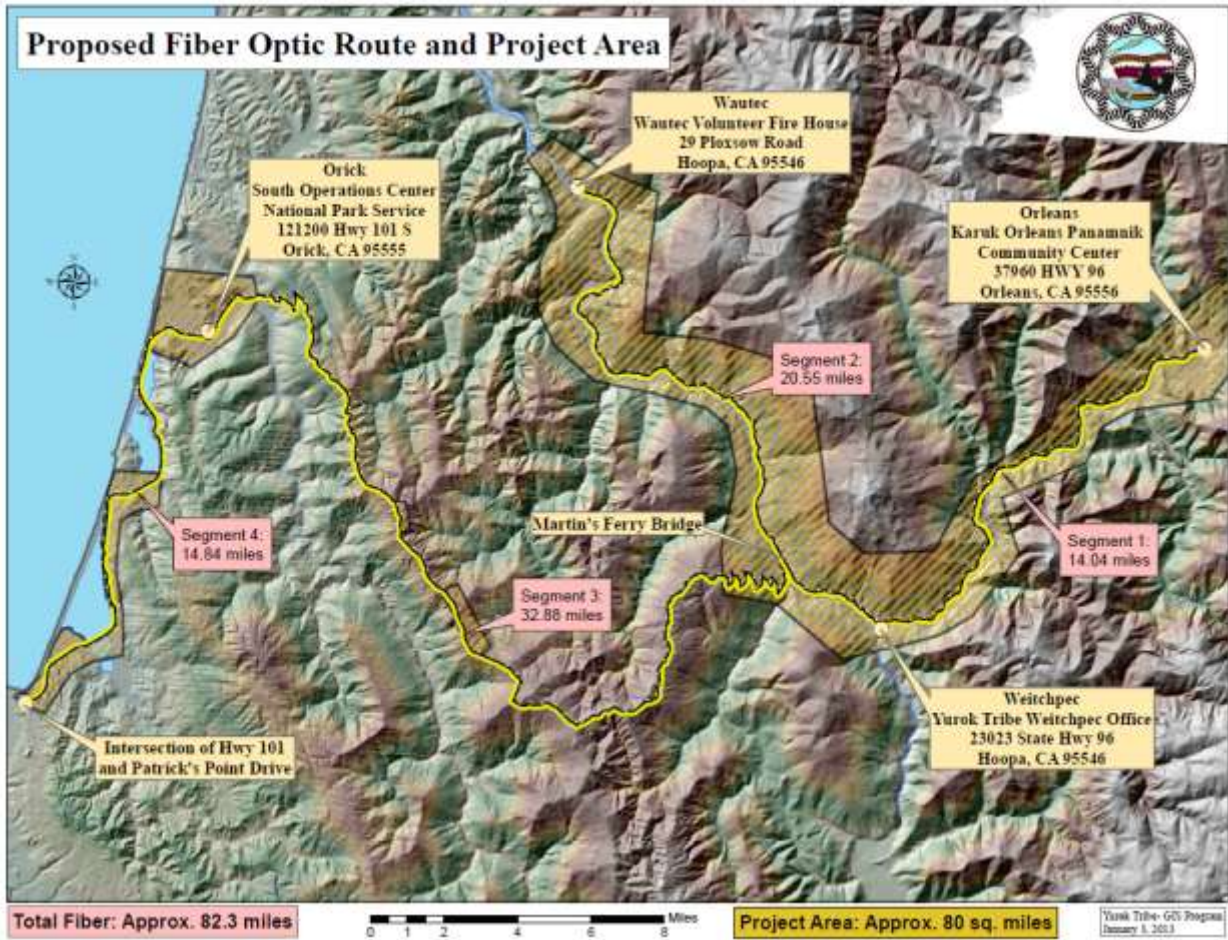 Proposed Fiber Optic Route and Project Area
Wautec
Wautec Volunteer Fire House
29 Ploxsow Road
Hoopa, CA 95546
Orick
South Operations Center
National Park Service
121200 Hwy 101 S
Orick, CA 95555
Orleans
Karuk Orleans Panamnik
Community Center
37960 HWY 96
Orleans, CA 95556
Segment 2:
20.55 miles
Martin's Ferry Bridge
Segment 4:
14.84 miles
Segment 1:
14.04 miles
Segment 3:
32.88 miles
Weitchpec
Yurok Tribe Weitchpec Office
23023 State Hwy 96
Hoopa, CA 95546
Intersection of Hwy 101
and Patrick's Point Drive
Total Fiber: Approx. 82.3 miles
Miles
0 1 2 4 6 8
Project Area: Approx. 80 sq. miles
Yurok Tribe- GIS Program
January 3, 2013